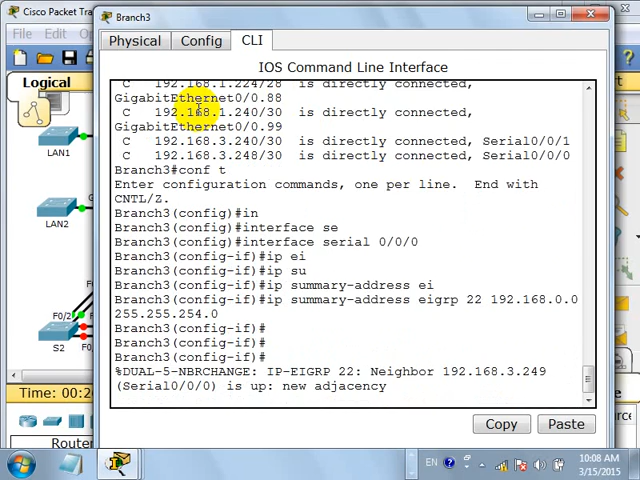 Cisco Packet Tra
Branch3
File
Ed
Physical
Config
CLI
Logical
IOS Command Line Interface
C 192.168.1.224/28 is directly connected,
GigabitEthernet0/0.88
C 192.168.1.240/30 is directly connected,
GigabitEthernet0/0.99
C 192.168.3.240/30 is directly connected, Serial0/0/1
C 192.168.3.248/30 is directly connected, Serial0/0/0
Branch3#conf t
Enter configuration commands, one per line. End with
CNTL/Z.
Branch3(config)#in
Branch3(config)#interface se
Branch3(config)#interface serial 0/0/0
Branch3(config-if)#ip ei
Branch3(config-if)#ip su
Branch3(config-if)#ip summary-address ei
Branch3(config-if)#ip summary-address eigrp 22 192.168.0.0
255.255.254.0
Branch3(config-if)#
Branch3(config-if)#
Branch3(config-if)#
%DUAL-5-NBRCHANGE: IP-EIGRP 22: Neighbor 192.168.3.249
(Serial0/0/0) is up: new adjacency
LAN1
LAN2
F0/2
F0/
S2
Time: 00:2
Copy
Paste
Router
EN
10:08 AM
3/15/2015